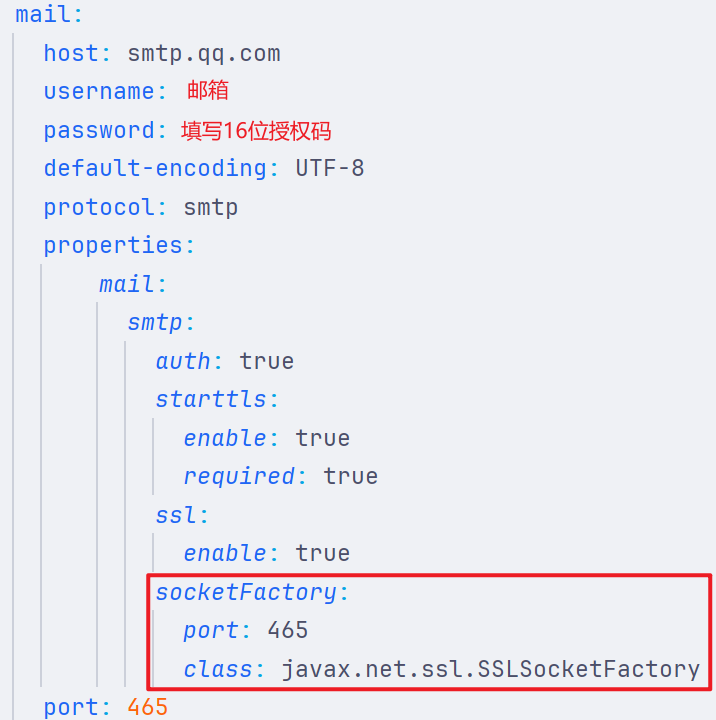 mail:
host: smtp.qq.com
username: 邮箱
password: 填写16位授权码
default-encoding: UTF-8
protocol: smtp
properties:
mail:
smtp:
auth: true
starttls:
enable: true
required: true
ssl:
enable: true
socketFactory:
port: 465
class: javax.net.ssl.SSLSocketFactory
port: 465